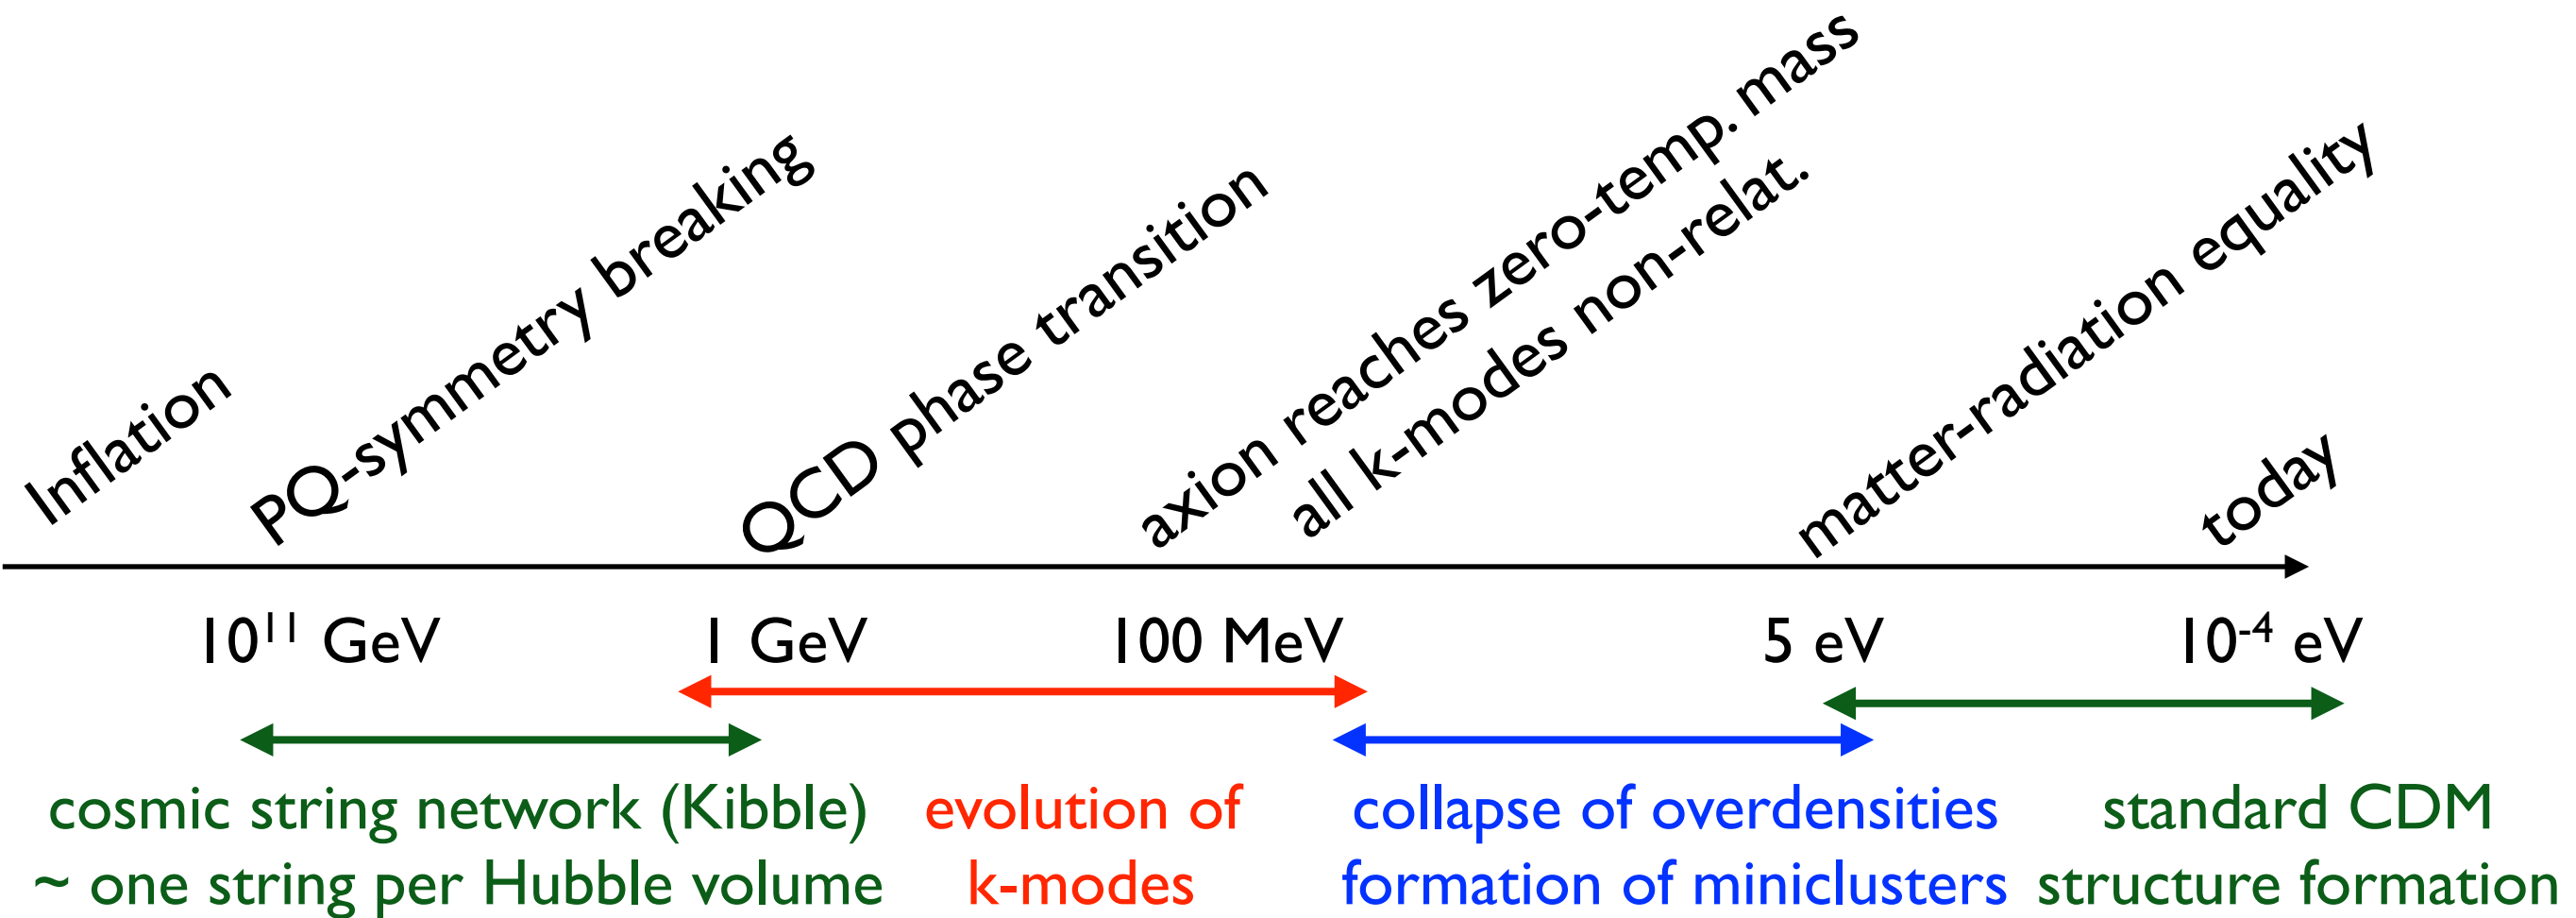 Inflation
PQ-symmetry breaking
QCD phase transition
axion reaches zero-temp. mass
all k-modes non-relat.
matter-radiation equality
today
10¹¹ GeV
1 GeV
100 MeV
5 eV
10⁻⁴ eV
cosmic string network (Kibble)
~ one string per Hubble volume
evolution of
k-modes
collapse of overdensities
formation of miniclusters
standard CDM
structure formation